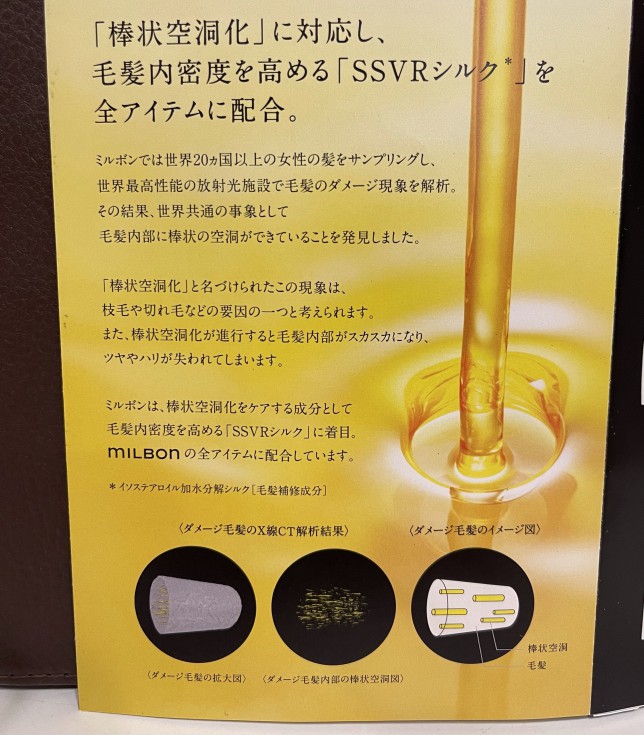 「棒状空洞化」に対応し、
毛髪内密度を高める「SSVRシルク*」を
全アイテムに配合。
ミルボンでは世界20ヵ国以上の女性の髪をサンプリングし、
世界最高性能の放射光施設で毛髪のダメージ現象を解析。
その結果、世界共通の事象として
毛髪内部に棒状の空洞ができていることを発見しました。
「棒状空洞化」と名づけられたこの現象は、
枝毛や切れ毛などの要因の一つと考えられます。
また、棒状空洞化が進行すると毛髪内部がスカスカになり、
ツヤやハリが失われてしまいます。
ミルボンは、棒状空洞化をケアする成分として
毛髪内密度を高める「SSVRシルク」に着目。
MILBON の全アイテムに配合しています。
*イソステアロイル加水分解シルク[毛髪補修成分]
〈ダメージ毛髪のX線CT解析結果〉
〈ダメージ毛髪のイメージ図〉
棒状空洞
毛髪
〈ダメージ毛髪の拡大図〉
〈ダメージ毛髪内部の棒状空洞図〉